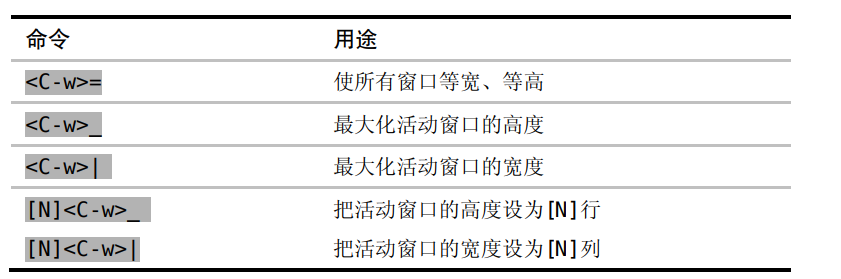 命令 用途
<C-w>= 使所有窗口等宽、等高
<C-w>_ 最大化活动窗口的高度
<C-w>| 最大化活动窗口的宽度
[N]<C-w>_ 把活动窗口的高度设为[N]行
[N]<C-w>| 把活动窗口的宽度设为[N]列